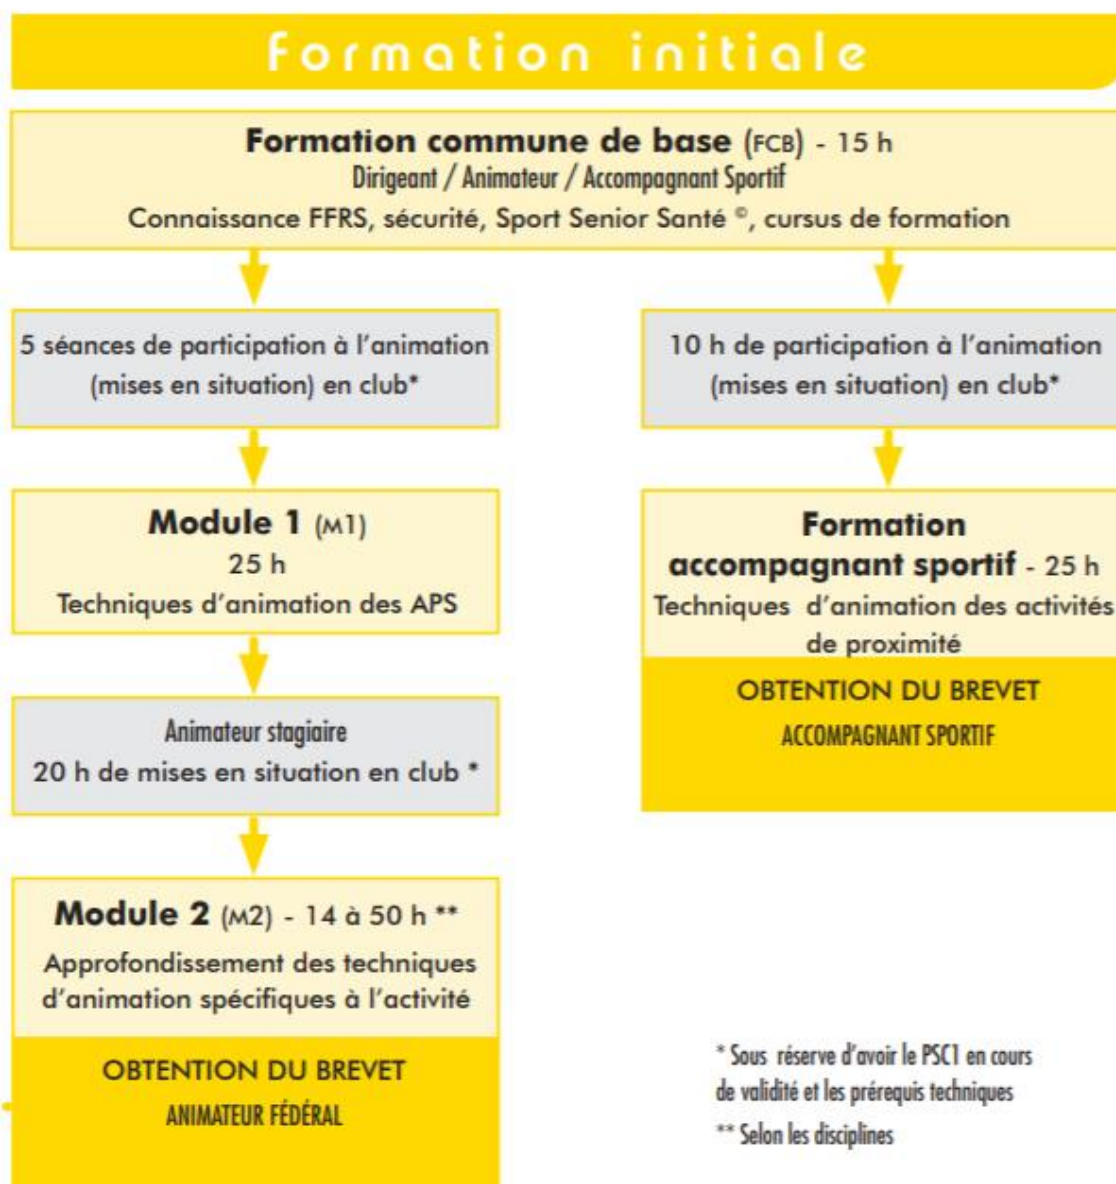 Formation initiale
Formation commune de base (FCB) - 15 h
Dirigeant / Animateur / Accompagnant Sportif
Connaissance FFRS, sécurité, Sport Senior Santé ©, cursus de formation
5 séances de participation à l'animation
(mises en situation) en club*
10 h de participation à l'animation
(mises en situation) en club*
Module 1 (M1)
25 h
Techniques d'animation des APS
Formation
accompagnant sportif - 25 h
Techniques d'animation des activités
de proximité
OBTENTION DU BREVET
ACCOMPAGNANT SPORTIF
Animateur stagiaire
20 h de mises en situation en club *
Module 2 (M2) - 14 à 50 h **
Approfondissement des techniques
d'animation spécifiques à l'activité
OBTENTION DU BREVET
ANIMATEUR FÉDÉRAL
* Sous réserve d'avoir le PSC1 en cours
de validité et les prérequis techniques
** Selon les disciplines